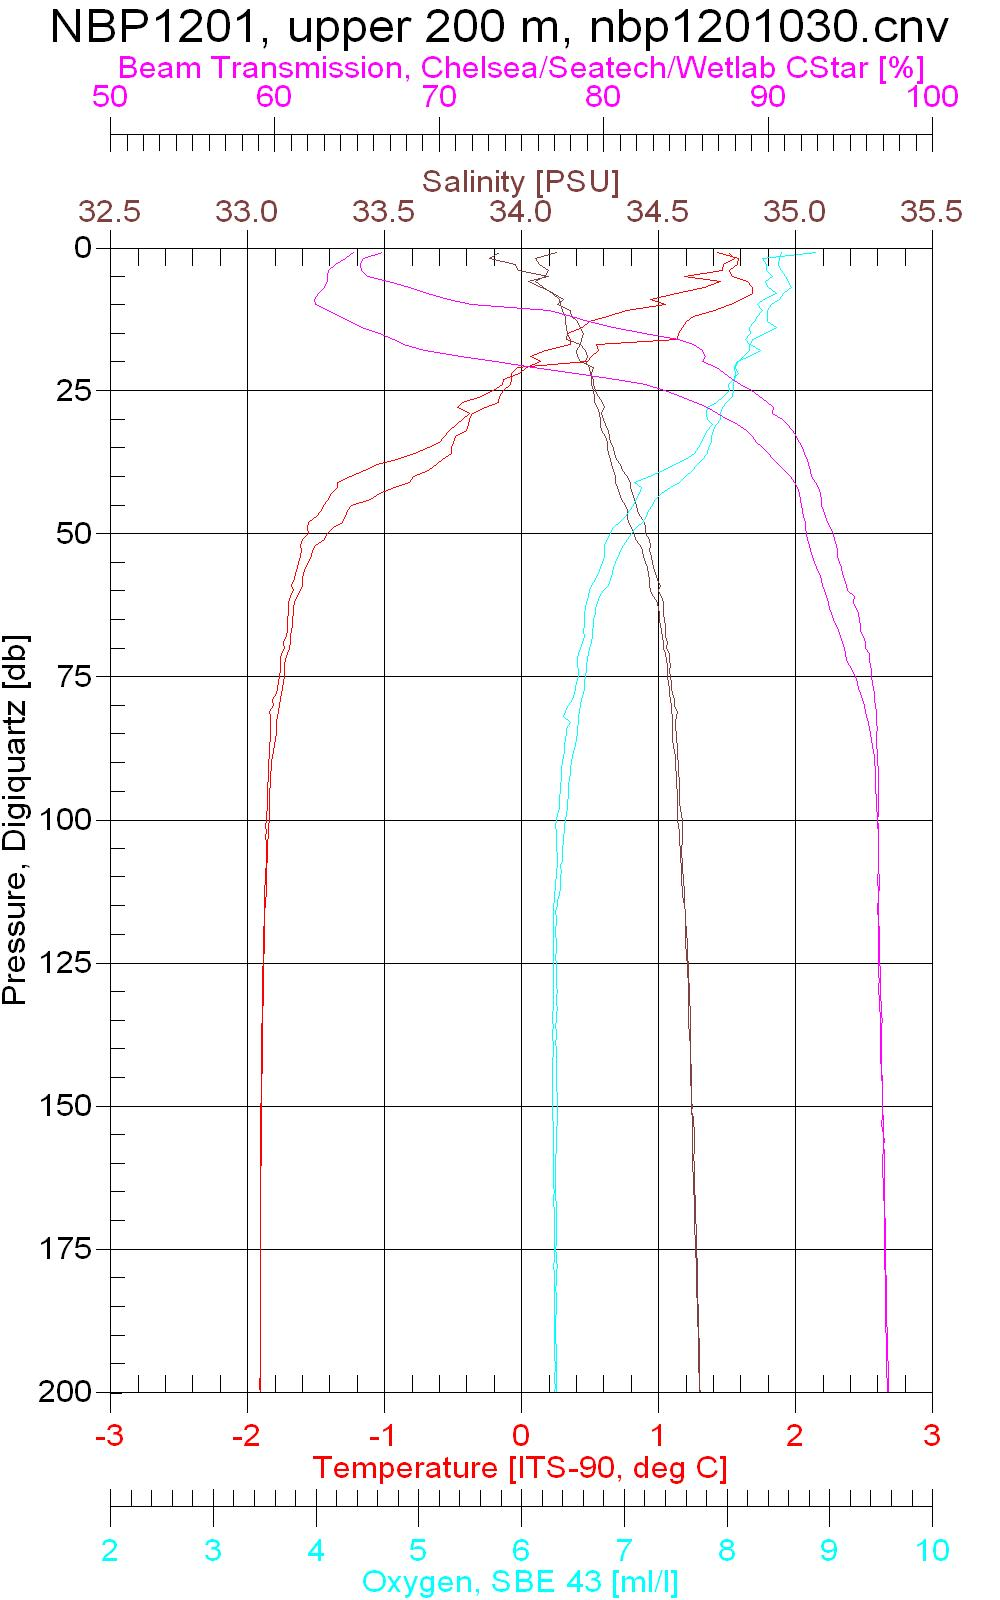 NBP1201, upper 200 m, nbp1201030.cnv
Beam Transmission, Chelsea/Seatech/Wetlab CStar [%]
50 60 70 80 90 100
Salinity [PSU]
32.5 33.0 33.5 34.0 34.5 35.0 35.5
0
25
50
75
100
125
150
175
200
Pressure, Digiquartz [db]
-3 -2 -1 0 1 2 3
Temperature [ITS-90, deg C]
2 3 4 5 6 7 8 9 10
Oxygen, SBE 43 [ml/l]